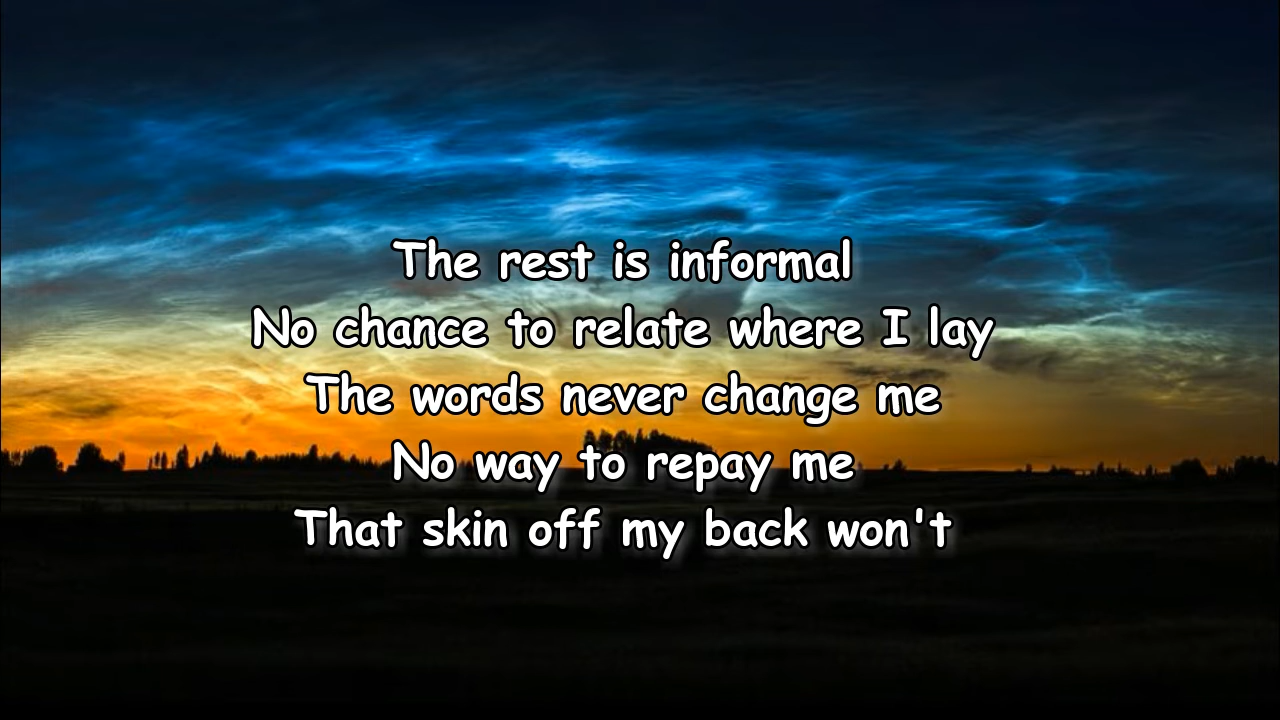 The rest is informal
No chance to relate where I lay
The words never change me
No way to repay me
That skin off my back won't